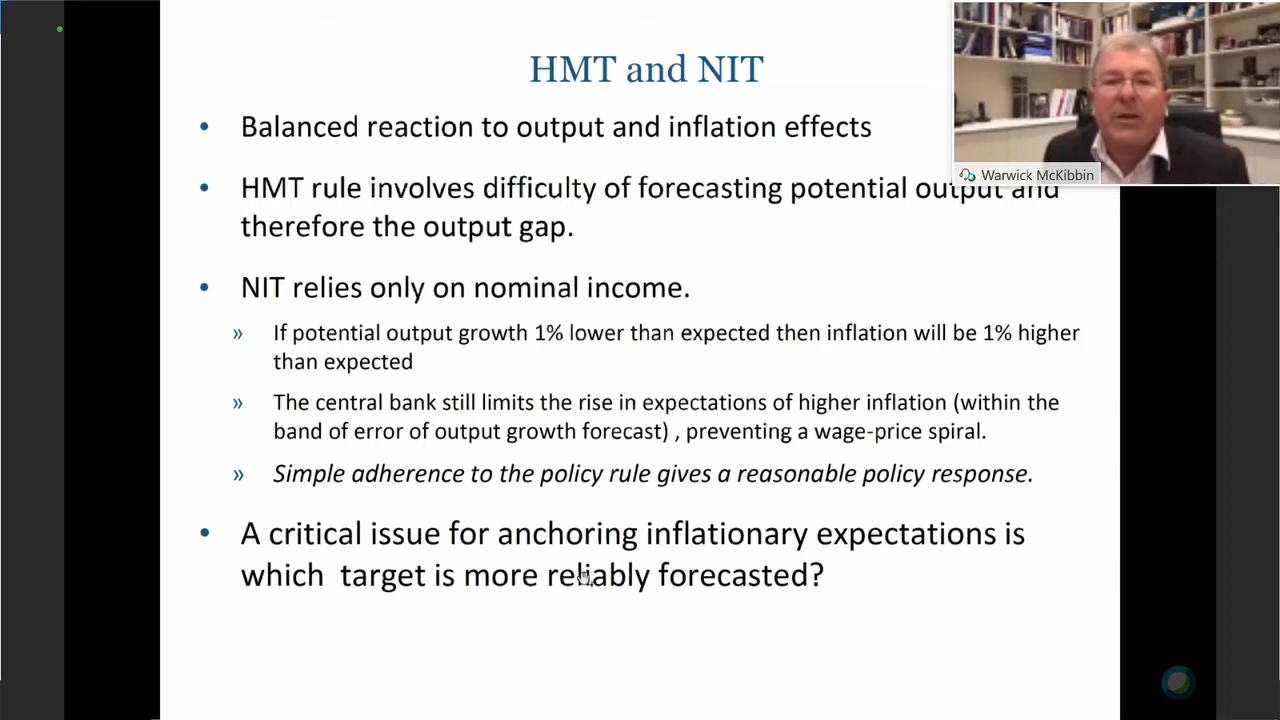 HMT and NIT
• Balanced reaction to output and inflation effects
• HMT rule involves difficulty of forecasting potential output and
therefore the output gap.
• NIT relies only on nominal income.
» If potential output growth 1% lower than expected then inflation will be 1% higher
than expected
» The central bank still limits the rise in expectations of higher inflation (within the
band of error of output growth forecast) , preventing a wage-price spiral.
» Simple adherence to the policy rule gives a reasonable policy response.
• A critical issue for anchoring inflationary expectations is
which target is more reliably forecasted?
Warwick McKibbin